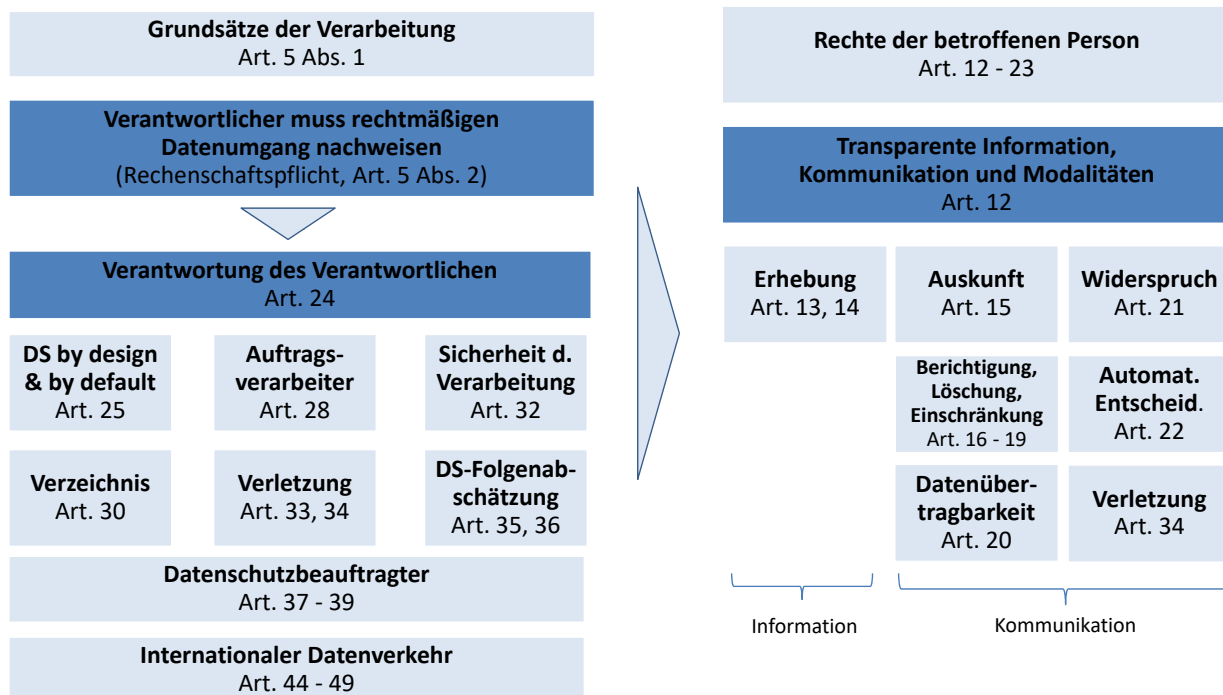 Grundsätze der Verarbeitung
Art. 5 Abs. 1
Verantwortlicher muss rechtmäßigen
Datenumgang nachweisen
(Rechenschaftspflicht, Art. 5 Abs. 2)
Verantwortung des Verantwortlichen
Art. 24
DS by design
& by default
Art. 25
Auftrags-
verarbeiter
Art. 28
Sicherheit d.
Verarbeitung
Art. 32
Verzeichnis
Art. 30
Verletzung
Art. 33, 34
DS-Folgenab-
schätzung
Art. 35, 36
Datenschutzbeauftragter
Art. 37 - 39
Internationaler Datenverkehr
Art. 44 - 49
Rechte der betroffenen Person
Art. 12 - 23
Transparente Information,
Kommunikation und Modalitäten
Art. 12
Erhebung
Art. 13, 14
Auskunft
Art. 15
Widerspruch
Art. 21
Berichtigung,
Löschung,
Einschränkung
Art. 16 - 19
Automat.
Entscheid.
Art. 22
Datenüber-
tragbarkeit
Art. 20
Verletzung
Art. 34
Information
Kommunikation